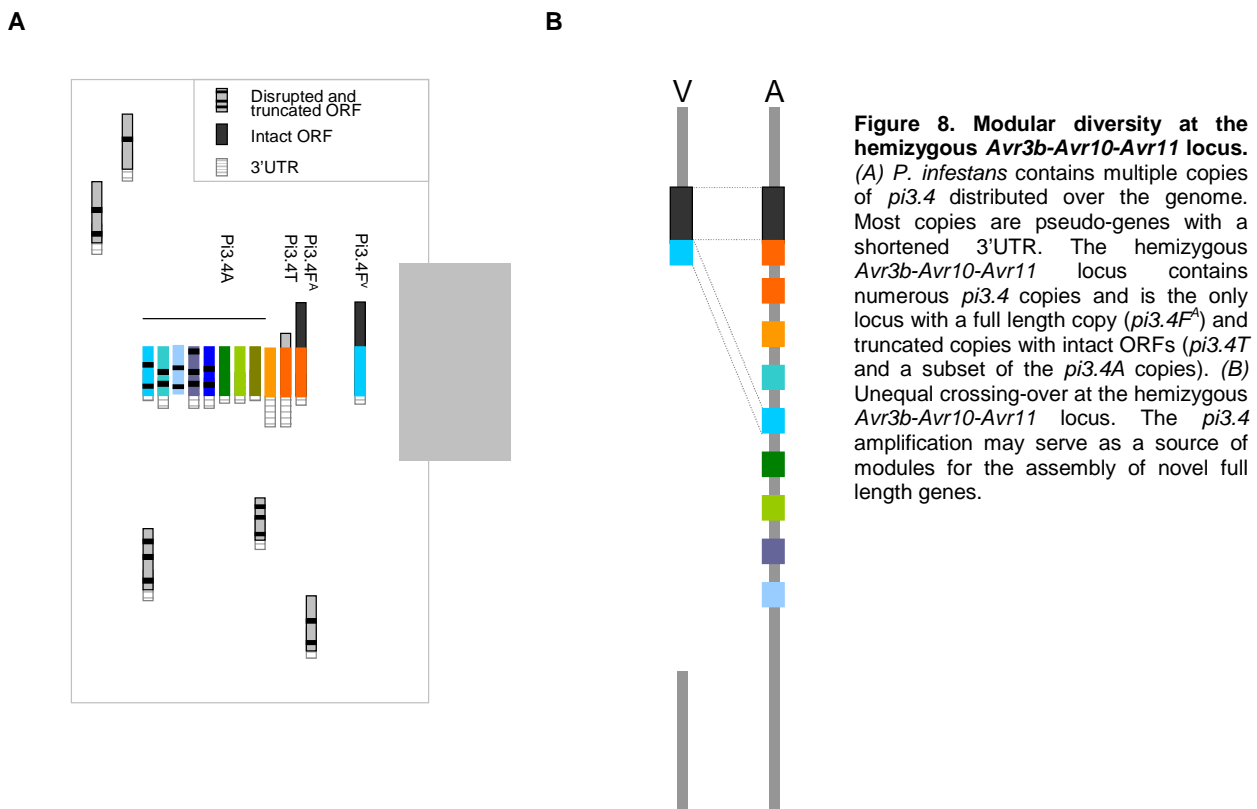 A
B
Disrupted and
truncated ORF
Intact ORF
3'UTR
Pi3.4A
Pi3.4T
Pi3.4Fᴬ
Pi3.4Fⱽ
V
A
Figure 8. Modular diversity at the
hemizygous Avr3b-Avr10-Avr11 locus.
(A) P. infestans contains multiple copies
of pi3.4 distributed over the genome.
Most copies are pseudo-genes with a
shortened 3'UTR. The hemizygous
Avr3b-Avr10-Avr11 locus contains
numerous pi3.4 copies and is the only
locus with a full length copy (pi3.4Fᴬ) and
truncated copies with intact ORFs (pi3.4T
and a subset of the pi3.4A copies). (B)
Unequal crossing-over at the hemizygous
Avr3b-Avr10-Avr11 locus. The pi3.4
amplification may serve as a source of
modules for the assembly of novel full
length genes.